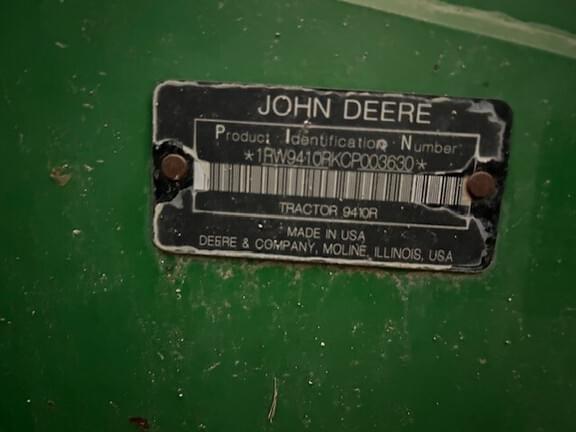 JOHN DEERE
Product Identification Number
*1RW9410RKCP003630*
TRACTOR 9410R
MADE IN USA
DEERE & COMPANY, MOLINE, ILLINOIS, USA